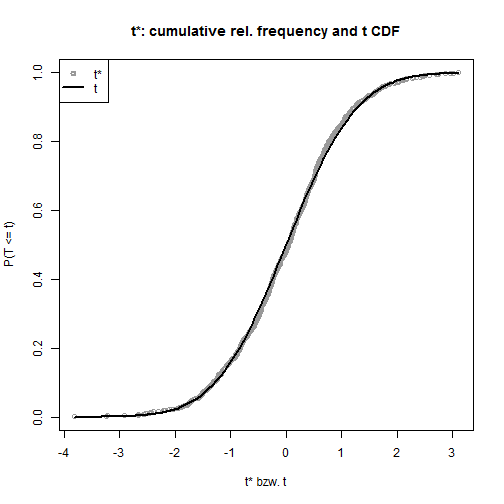 t*: cumulative rel. frequency and t CDF
t*
t
P(T <= t)
1.0
0.8
0.6
0.4
0.2
0.0
-4 -3 -2 -1 0 1 2 3
t* bzw. t